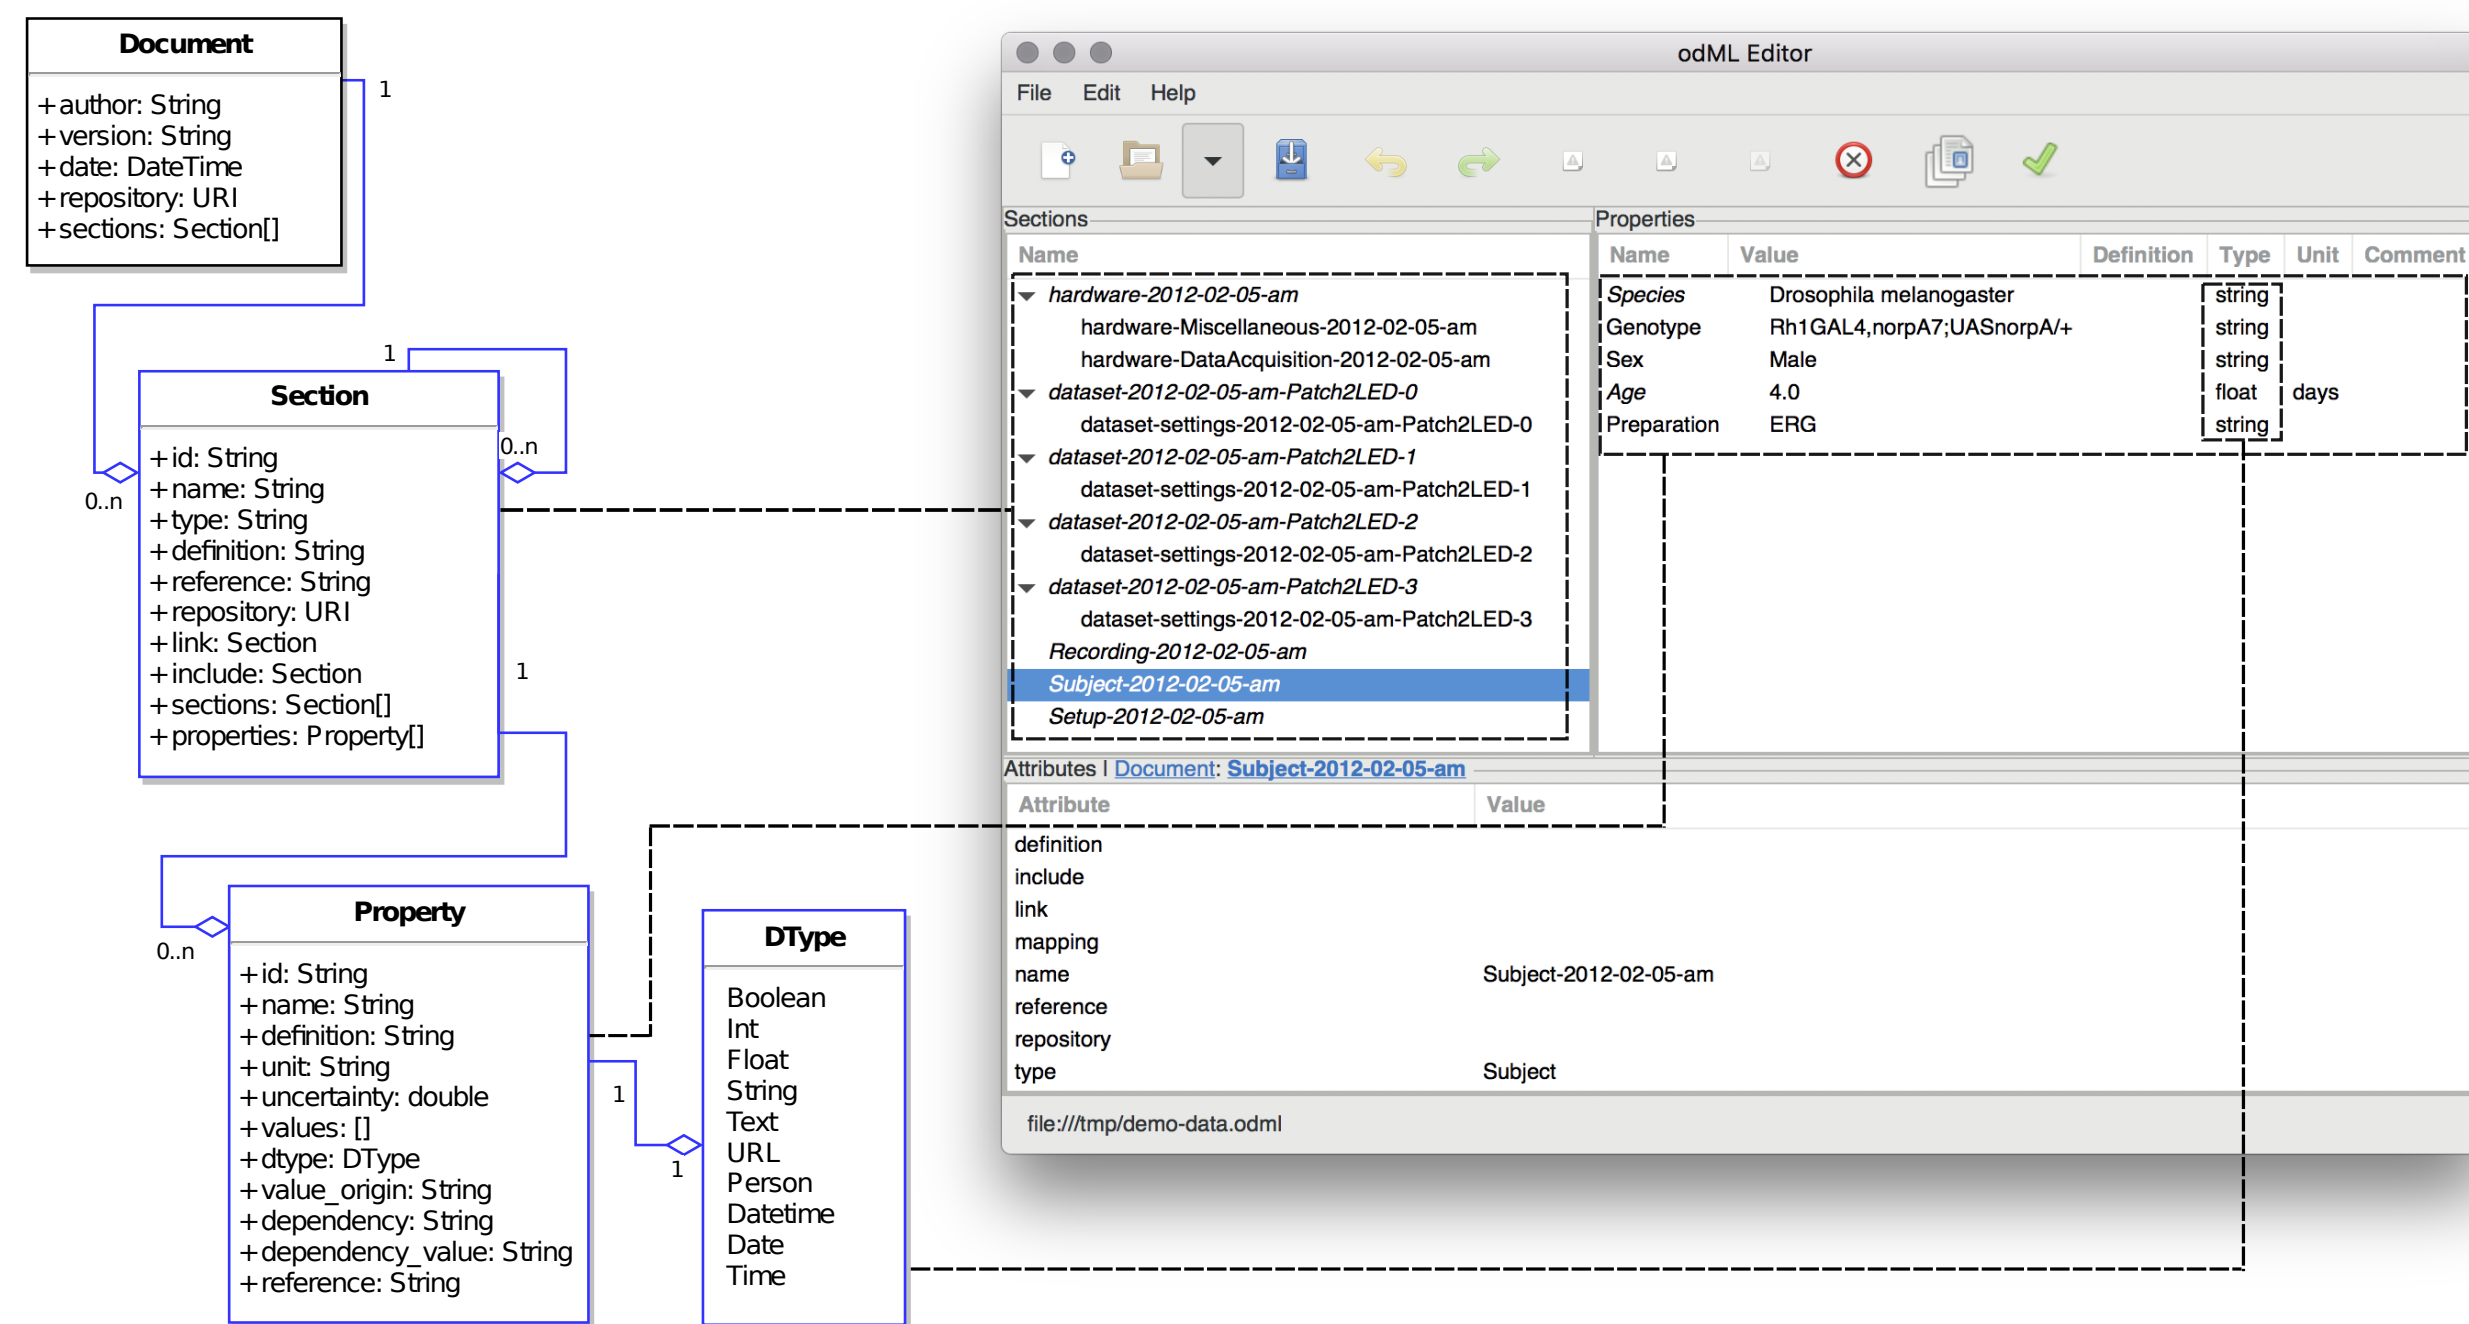 Document
+author: String
+version: String
+date: DateTime
+repository: URI
+sections: Section[]
1
0..n
1
0..n
Section
+id: String
+name: String
+type: String
+definition: String
+reference: String
+repository: URI
+link: Section
+include: Section
+sections: Section[]
+properties: Property[]
1
0..n
Property
+id: String
+name: String
+definition: String
+unit: String
+uncertainty: double
+values: []
+dtype: DType
+value_origin: String
+dependency: String
+dependency_value: String
+reference: String
1
1
DType
Boolean
Int
Float
String
Text
URL
Person
Datetime
Date
Time
odML Editor
File Edit Help
Sections
Name
hardware-2012-02-05-am
hardware-Miscellaneous-2012-02-05-am
hardware-DataAcquisition-2012-02-05-am
dataset-2012-02-05-am-Patch2LED-0
dataset-settings-2012-02-05-am-Patch2LED-0
dataset-2012-02-05-am-Patch2LED-1
dataset-settings-2012-02-05-am-Patch2LED-1
dataset-2012-02-05-am-Patch2LED-2
dataset-settings-2012-02-05-am-Patch2LED-2
dataset-2012-02-05-am-Patch2LED-3
dataset-settings-2012-02-05-am-Patch2LED-3
Recording-2012-02-05-am
Subject-2012-02-05-am
Setup-2012-02-05-am
Properties
Name Value Definition Type Unit Comment
Species Drosophila melanogaster string
Genotype Rh1GAL4,norpA7;UASnorpA/+ string
Sex Male string
Age 4.0 float days
Preparation ERG string
Attributes | Document: Subject-2012-02-05-am
Attribute Value
definition
include
link
mapping
name Subject-2012-02-05-am
reference
repository
type Subject
file:///tmp/demo-data.odml